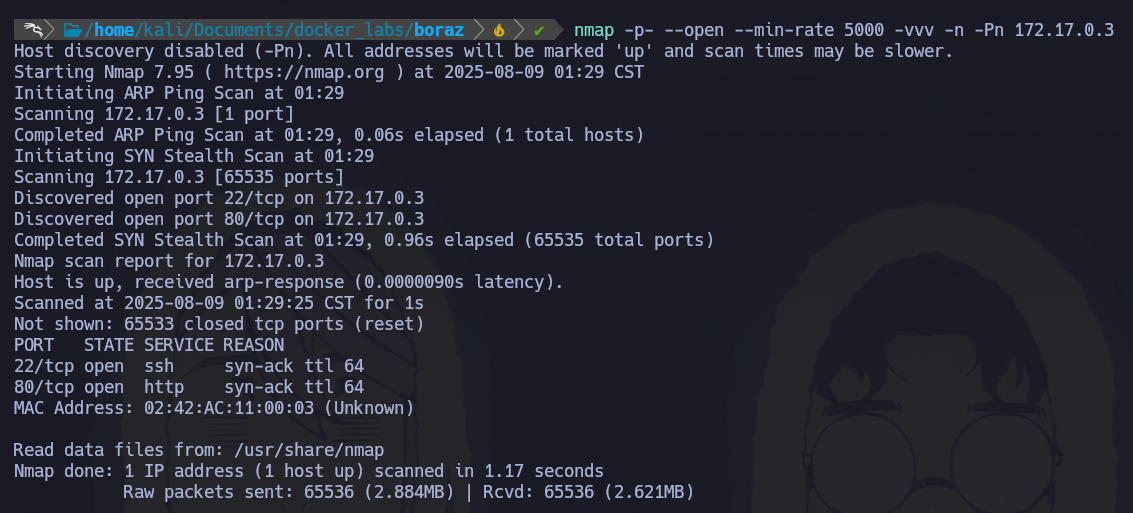 /home/kali/Documents/docker_labs/boraz nmap -p- --open --min-rate 5000 -vvv -n -Pn 172.17.0.3
Host discovery disabled (-Pn). All addresses will be marked 'up' and scan times may be slower.
Starting Nmap 7.95 ( https://nmap.org ) at 2025-08-09 01:29 CST
Initiating ARP Ping Scan at 01:29
Scanning 172.17.0.3 [1 port]
Completed ARP Ping Scan at 01:29, 0.06s elapsed (1 total hosts)
Initiating SYN Stealth Scan at 01:29
Scanning 172.17.0.3 [65535 ports]
Discovered open port 22/tcp on 172.17.0.3
Discovered open port 80/tcp on 172.17.0.3
Completed SYN Stealth Scan at 01:29, 0.96s elapsed (65535 total ports)
Nmap scan report for 172.17.0.3
Host is up, received arp-response (0.0000090s latency).
Scanned at 2025-08-09 01:29:25 CST for 1s
Not shown: 65533 closed tcp ports (reset)
PORT   STATE SERVICE REASON
22/tcp open  ssh     syn-ack ttl 64
80/tcp open  http    syn-ack ttl 64
MAC Address: 02:42:AC:11:00:03 (Unknown)
Read data files from: /usr/share/nmap
Nmap done: 1 IP address (1 host up) scanned in 1.17 seconds
           Raw packets sent: 65536 (2.884MB) | Rcvd: 65536 (2.621MB)